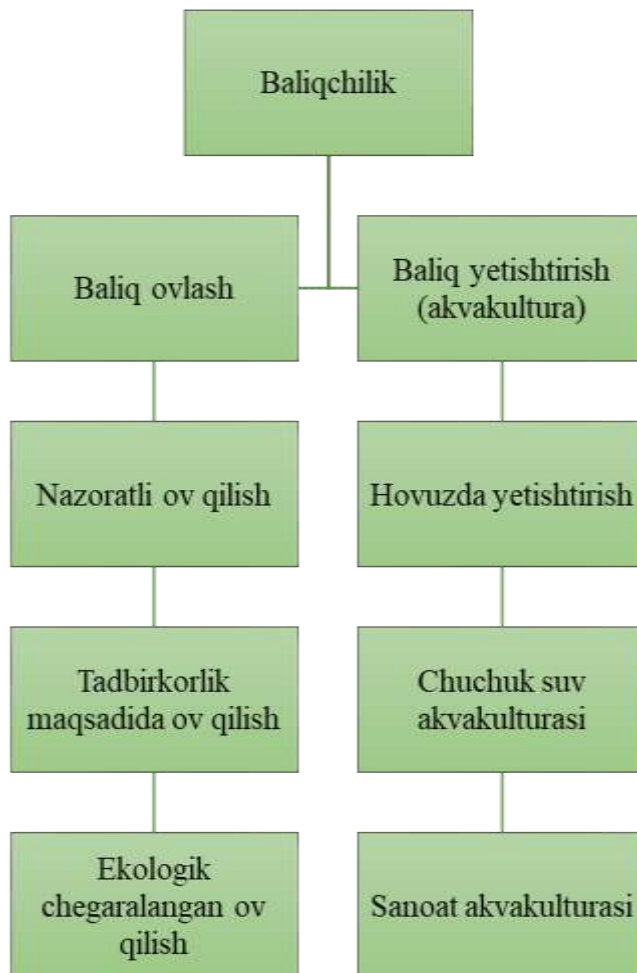 Baliqchilik
Baliq ovlash
Baliq yetishtirish
(akvakultura)
Nazoratli ov qilish
Hovuzda yetishtirish
Tadbirkorlik
maqsadida ov qilish
Chuchuk suv
akvakulturasi
Ekologik
chegaralangan ov
qilish
Sanoat akvakulturasi